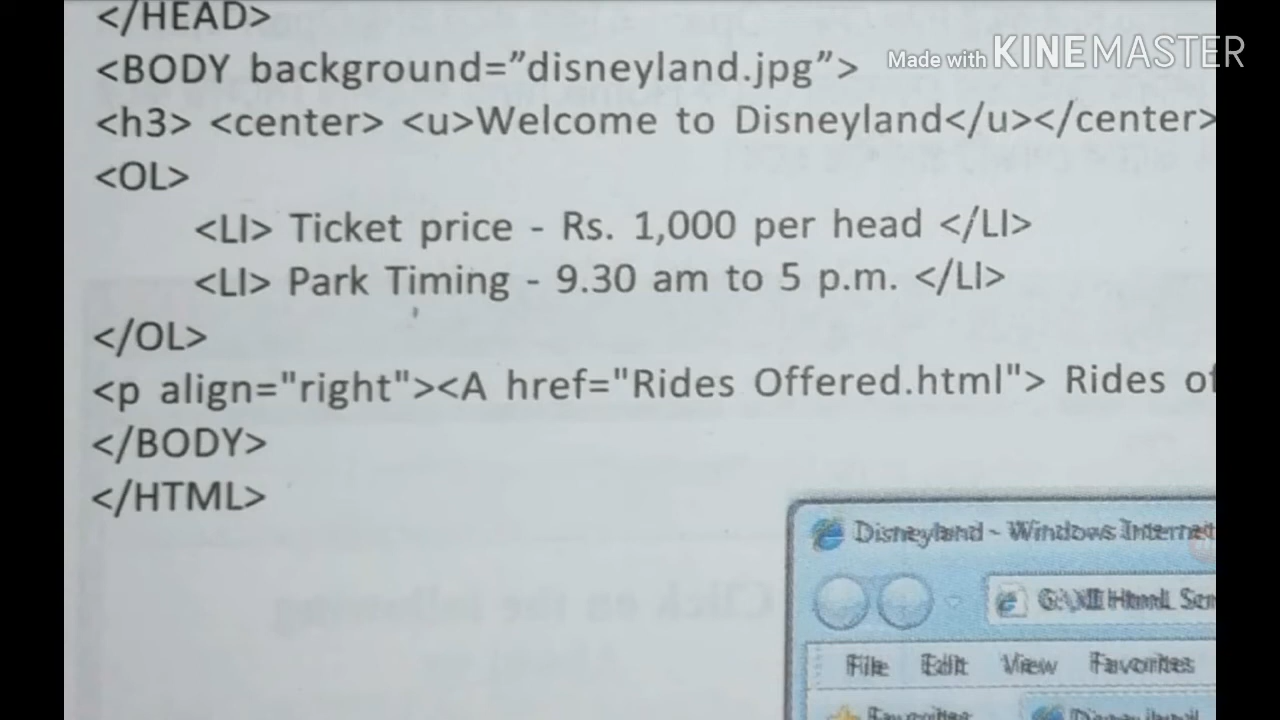 </HEAD>
Made with KINEMASTER
<BODY background=”disneyland.jpg”>
<h3> <center> <u>Welcome to Disneyland</u></center>
<OL>
<LI> Ticket price - Rs. 1,000 per head </LI>
<LI> Park Timing - 9.30 am to 5 p.m. </LI>
</OL>
<p align="right"><A href="Rides Offered.html"> Rides of
</BODY>
</HTML>
Disneyland - Windows Internet
File Edit View Favorites
Favorites Disneyland